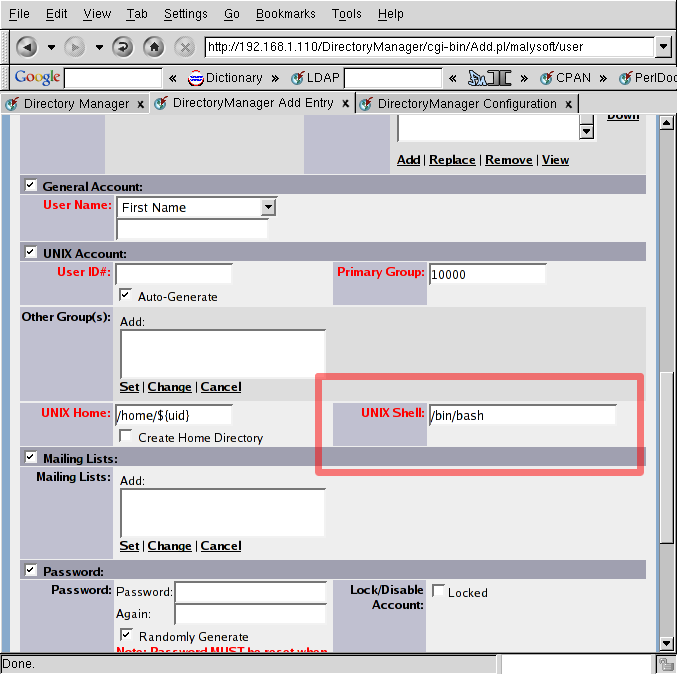 File Edit View Tab Settings Go Bookmarks Tools Help
http://192.168.1.110/DirectoryManager/cgi-bin/Add.pl/malysoft/user
Google « Dictionary » LDAP « » CPAN » PerlDoc
Directory Manager x DirectoryManager Add Entry x DirectoryManager Configuration x
Down
Add | Replace | Remove | View
General Account:
User Name: First Name
UNIX Account:
User ID#: Primary Group: 10000
Auto-Generate
Other Group(s): Add:
Set | Change | Cancel
UNIX Home: /home/${uid} UNIX Shell: /bin/bash
Create Home Directory
Mailing Lists:
Mailing Lists: Add:
Set | Change | Cancel
Password:
Password: Password: Lock/Disable Account: Locked
Again:
Randomly Generate
Note: Password MUST be reset when
Done.